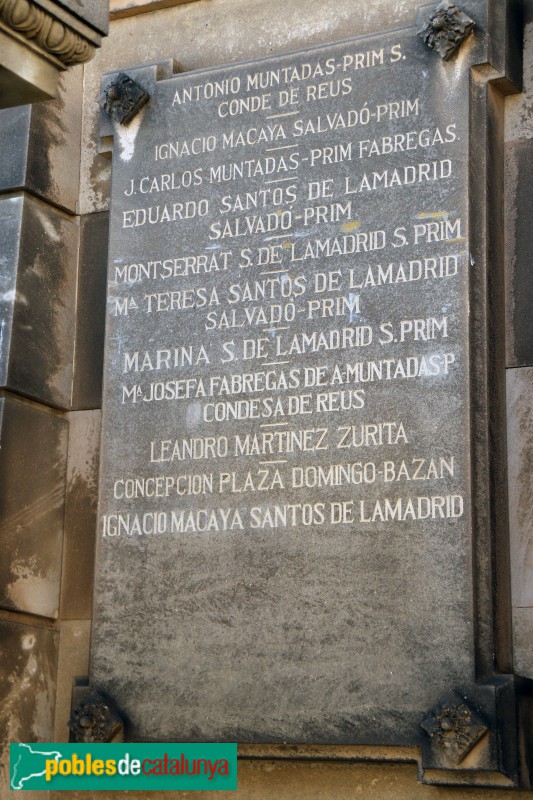 ANTONIO MUNTADAS-PRIM S.
CONDE DE REUS
IGNACIO MACAYA SALVADÓ-PRIM
J. CARLOS MUNTADAS-PRIM FABREGAS.
EDUARDO SANTOS DE LAMADRID
SALVADÓ-PRIM
MONTSERRAT S. DE LAMADRID S. PRIM
Mª TERESA SANTOS DE LAMADRID
SALVADÓ-PRIM
MARINA S. DE LAMADRID S. PRIM
Mª JOSEFA FABREGAS DE A-MUNTADAS-P
CONDESA DE REUS
LEANDRO MARTINEZ ZURITA
CONCEPCION PLAZA DOMINGO-BAZAN
IGNACIO MACAYA SANTOS DE LAMADRID
poblesdecatalunya